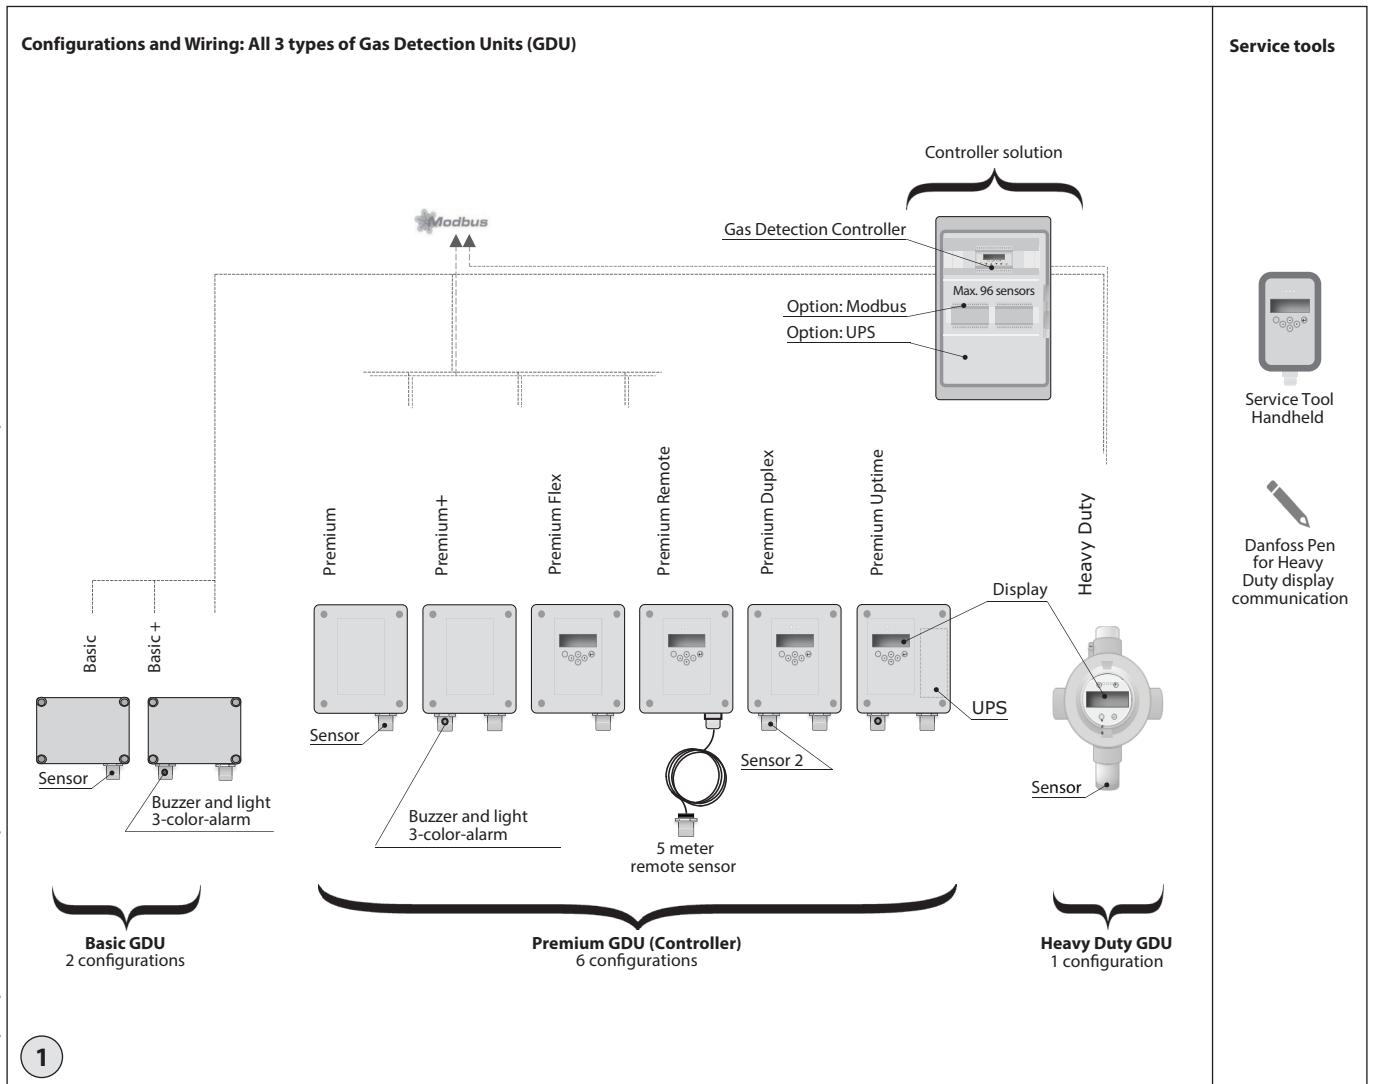 Configurations and Wiring: All 3 types of Gas Detection Units (GDU)
Service tools
Controller solution
Modbus
Gas Detection Controller
Max. 96 sensors
Option: Modbus
Option: UPS
Service Tool
Handheld
Danfoss Pen
for Heavy
Duty display
communication
Basic
Basic +
Premium
Premium+
Premium Flex
Premium Remote
Premium Duplex
Premium Uptime
Heavy Duty
Display
UPS
Sensor
Sensor
Sensor 2
Sensor
Buzzer and light
3-color-alarm
Buzzer and light
3-color-alarm
5 meter
remote sensor
Basic GDU
2 configurations
Premium GDU (Controller)
6 configurations
Heavy Duty GDU
1 configuration
1